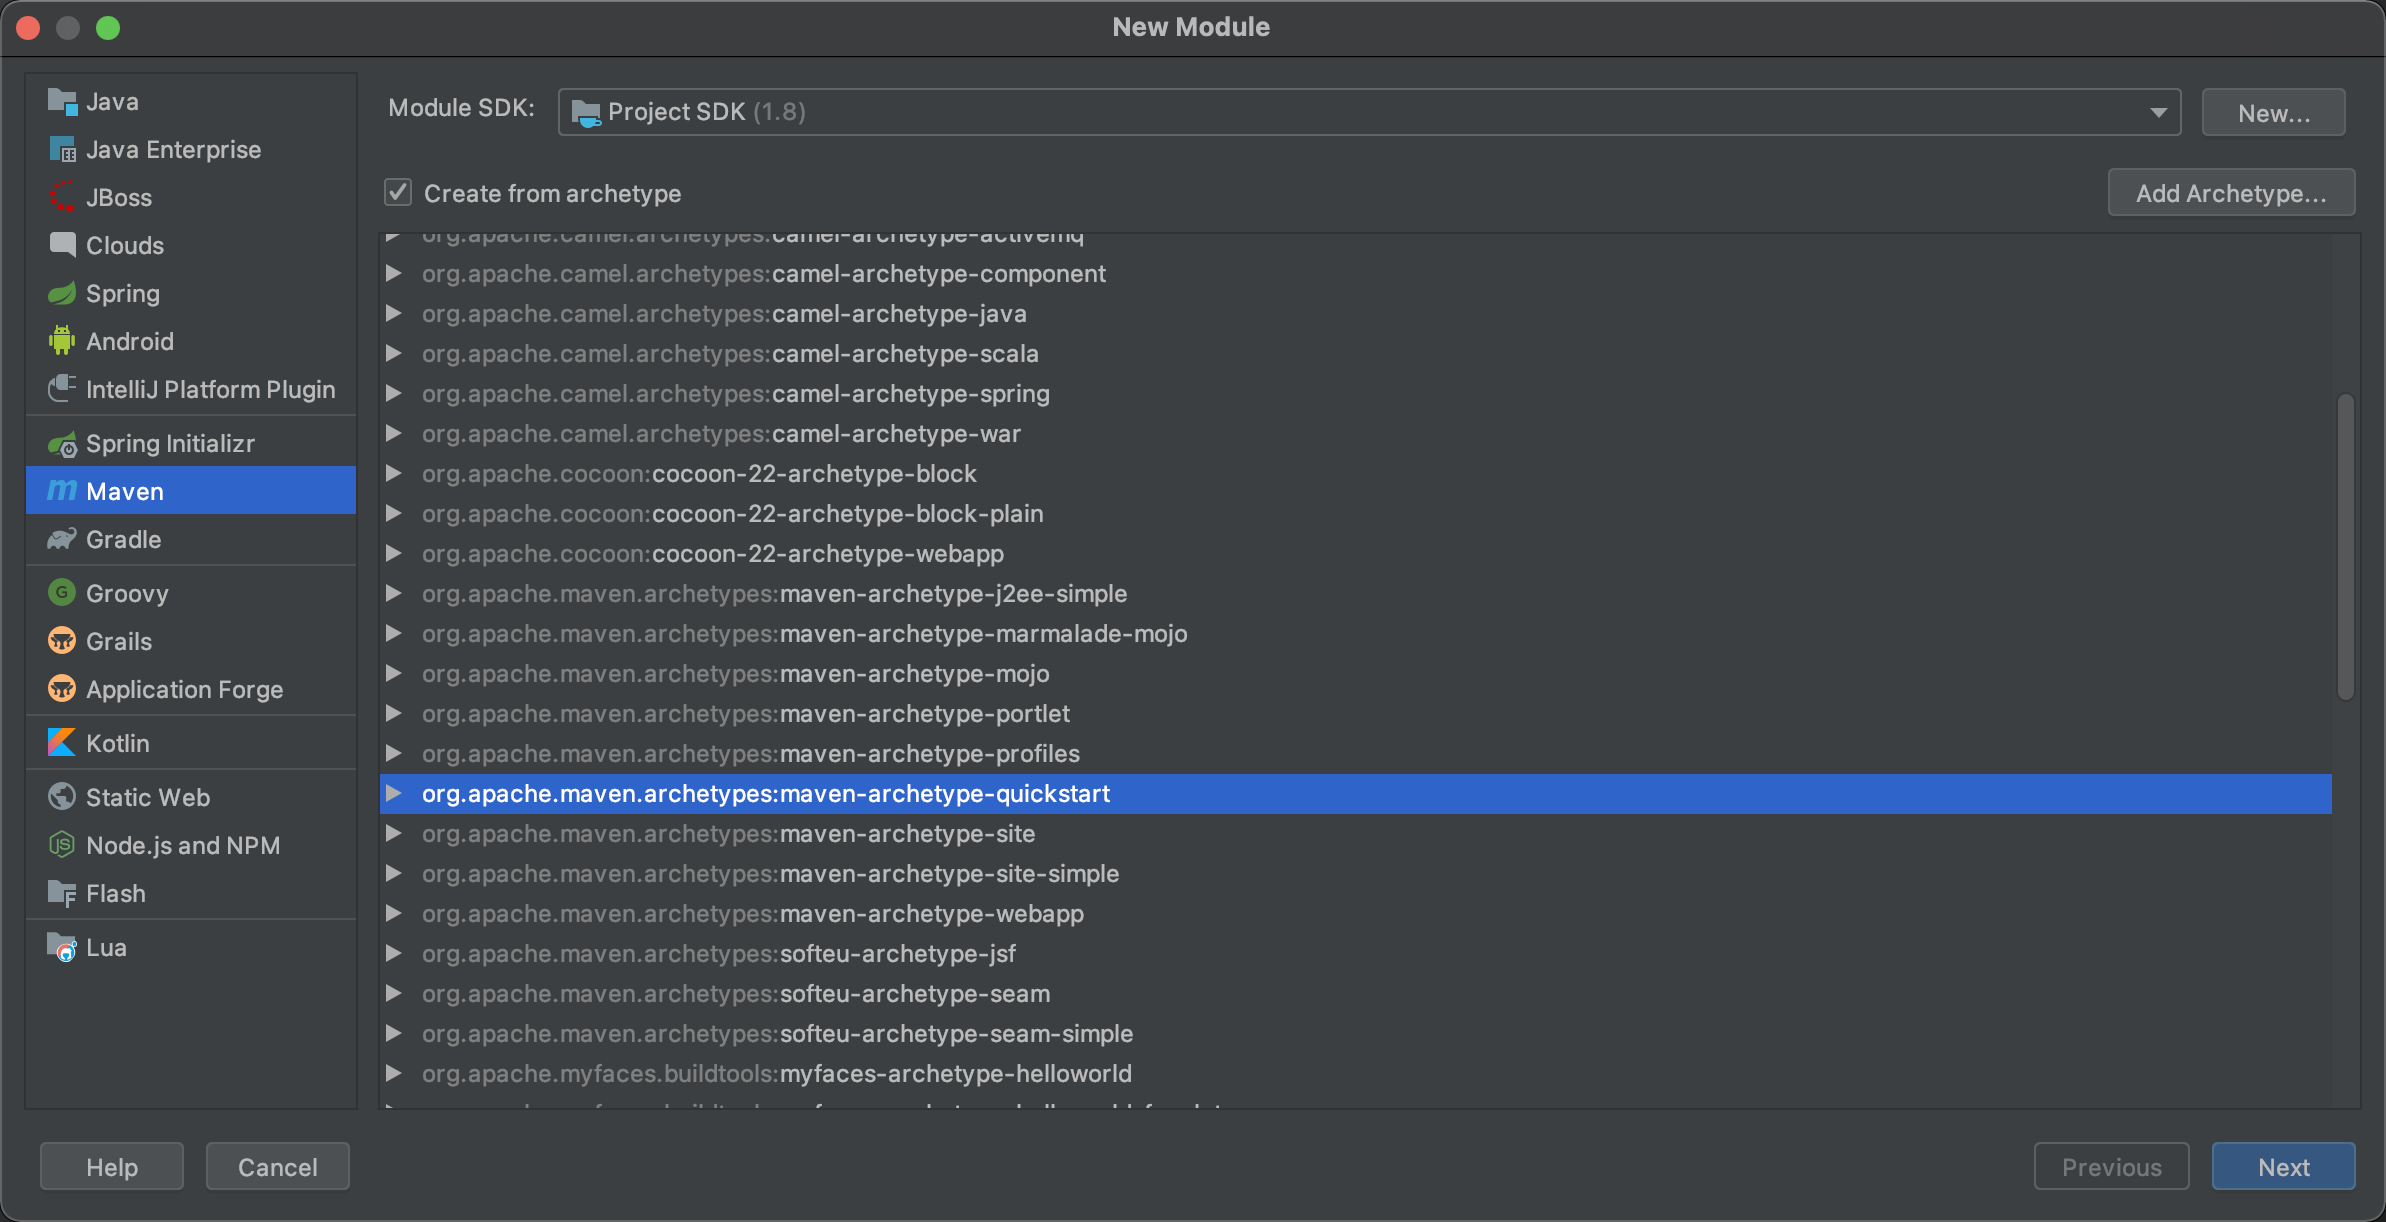 New Module
Java
Java Enterprise
JBoss
Clouds
Spring
Android
IntelliJ Platform Plugin
Spring Initializr
Maven
Gradle
Groovy
Grails
Application Forge
Kotlin
Static Web
Node.js and NPM
Flash
Lua
Module SDK: Project SDK (1.8) New...
Create from archetype Add Archetype...
org.apache.camel.archetypes:camel-archetype-activemq
org.apache.camel.archetypes:camel-archetype-component
org.apache.camel.archetypes:camel-archetype-java
org.apache.camel.archetypes:camel-archetype-scala
org.apache.camel.archetypes:camel-archetype-spring
org.apache.camel.archetypes:camel-archetype-war
org.apache.cocoon:cocoon-22-archetype-block
org.apache.cocoon:cocoon-22-archetype-block-plain
org.apache.cocoon:cocoon-22-archetype-webapp
org.apache.maven.archetypes:maven-archetype-j2ee-simple
org.apache.maven.archetypes:maven-archetype-marmalade-mojo
org.apache.maven.archetypes:maven-archetype-mojo
org.apache.maven.archetypes:maven-archetype-portlet
org.apache.maven.archetypes:maven-archetype-profiles
org.apache.maven.archetypes:maven-archetype-quickstart
org.apache.maven.archetypes:maven-archetype-site
org.apache.maven.archetypes:maven-archetype-site-simple
org.apache.maven.archetypes:maven-archetype-webapp
org.apache.maven.archetypes:softeu-archetype-jsf
org.apache.maven.archetypes:softeu-archetype-seam
org.apache.maven.archetypes:softeu-archetype-seam-simple
org.apache.myfaces.buildtools:myfaces-archetype-helloworld
Help Cancel Previous Next